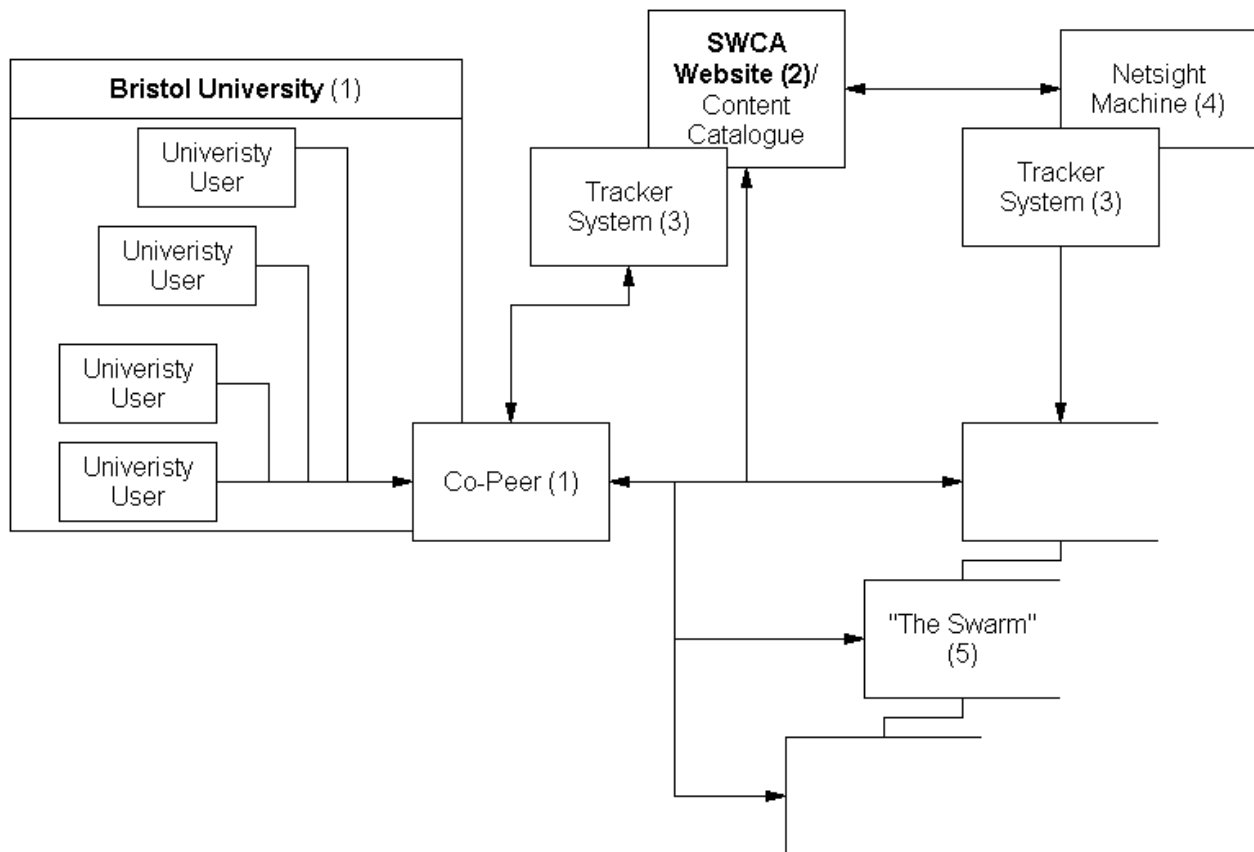 Bristol University (1)
Univeristy
User
Univeristy
User
Univeristy
User
Univeristy
User
Co-Peer (1)
SWCA
Website (2)/
Content
Catalogue
Tracker
System (3)
Netsight
Machine (4)
Tracker
System (3)
"The Swarm"
(5)